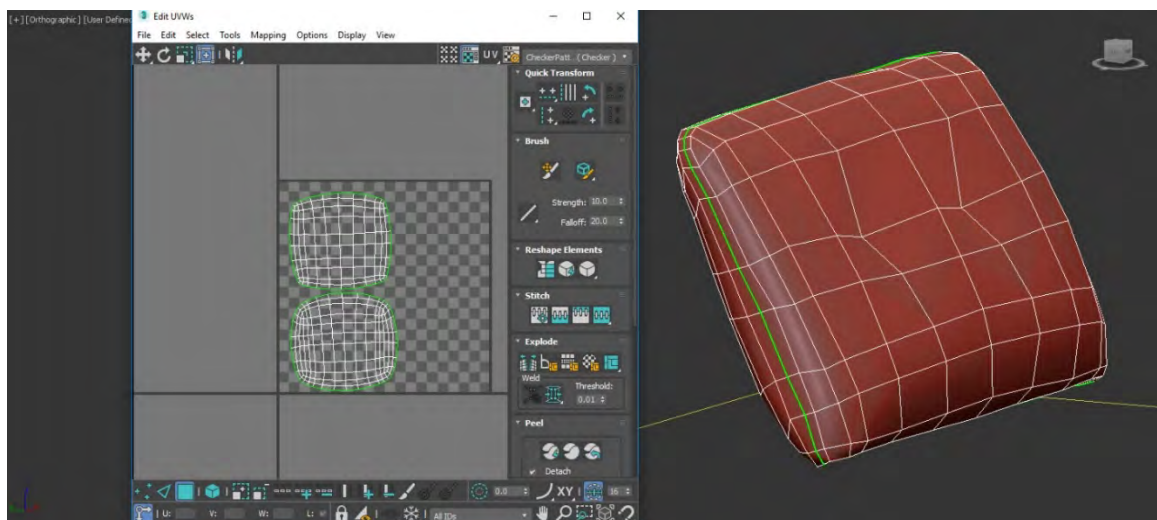 [+] [Orthographic] [User Define
Edit UVWs
File Edit Select Tools Mapping Options Display View
UV
CheckerPatt (Checker)
Quick Transform
Brush
Strength: 10.0
Falloff: 20.0
Reshape Elements
Stitch
Explode
Weld
Threshold:
0.01
Peel
Detach
0.0 XY 16
U: V: W: L: All IDs